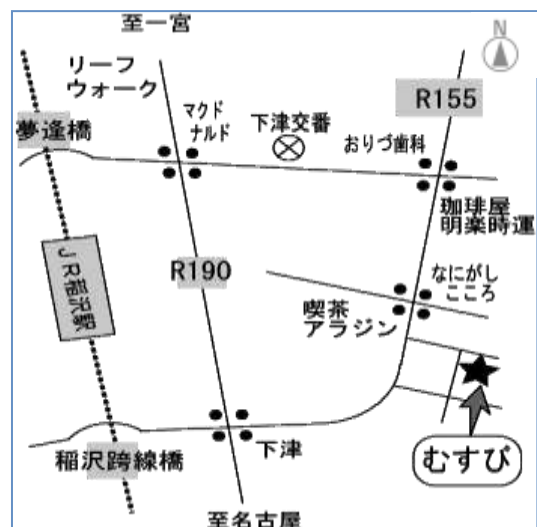 至一宮
N
リーフ
ウォーク
R155
マクド
ナルド
下津交番
おりづ歯科
夢逢橋
珈琲屋
明楽時運
JR稲沢駅
R190
なにがし
こころ
喫茶
アラジン
下津
稲沢跨線橋
むすび
至名古屋